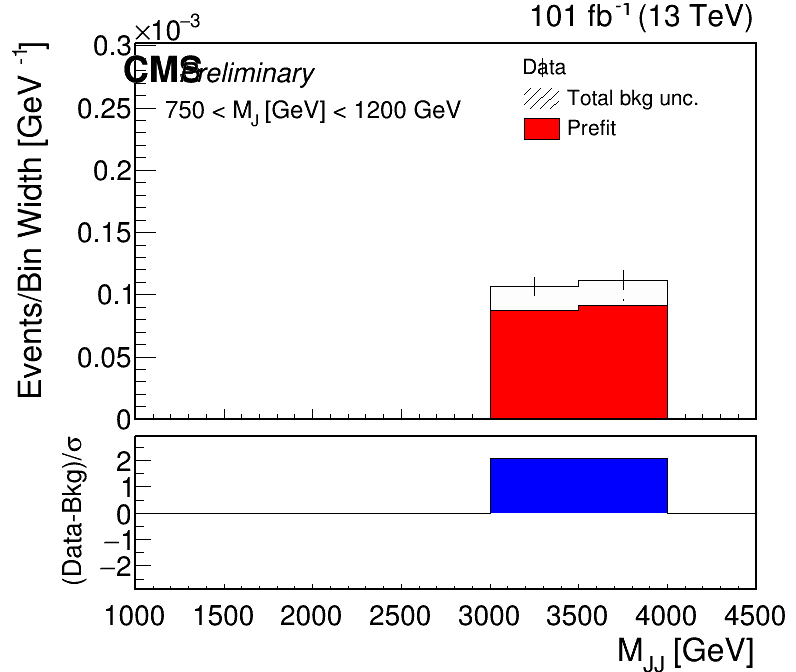 101 fb-1 (13 TeV)
×10−3
CMS Preliminary
750 < MJ [GeV] < 1200 GeV
Data
Total bkg unc.
Prefit
Events/Bin Width [GeV-1]
0.3
0.25
0.2
0.15
0.1
0.05
0
(Data-Bkg)/σ
2
1
0
−1
−2
1000 1500 2000 2500 3000 3500 4000 4500
MJJ [GeV]